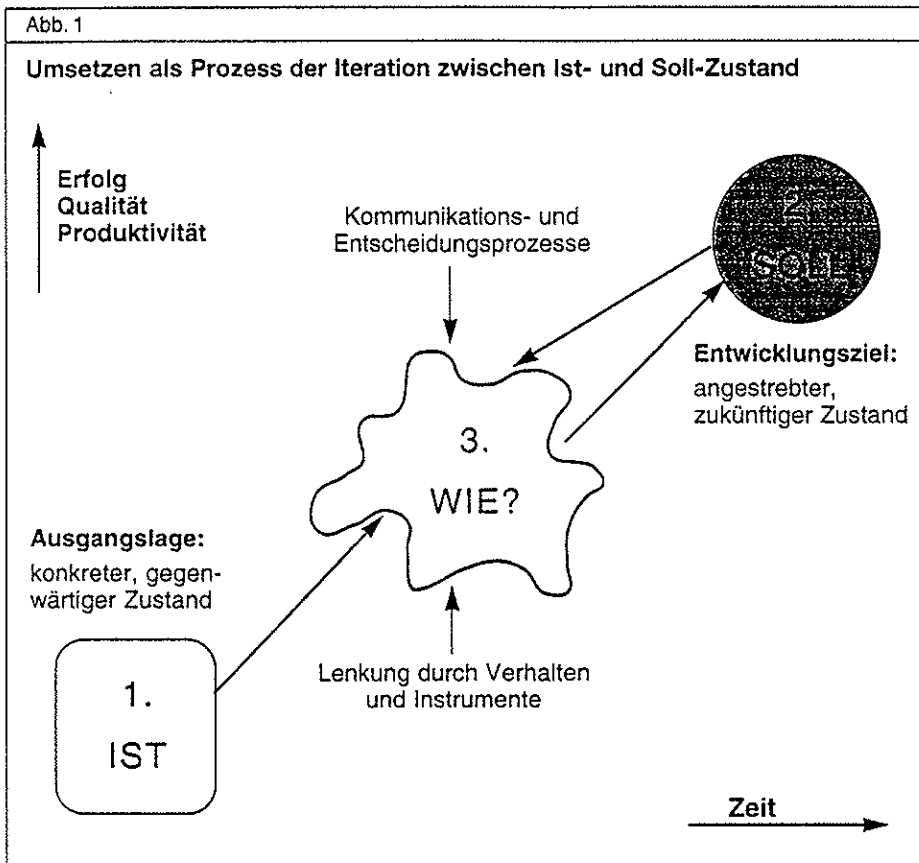 Abb. 1
Umsetzen als Prozess der Iteration zwischen Ist- und Soll-Zustand
Erfolg
Qualität
Produktivität
Kommunikations- und
Entscheidungsprozesse
2.
SOLL
Entwicklungsziel:
angestrebter,
zukünftiger Zustand
3.
WIE?
Ausgangslage:
konkreter, gegen-
wärtiger Zustand
1.
IST
Lenkung durch Verhalten
und Instrumente
Zeit